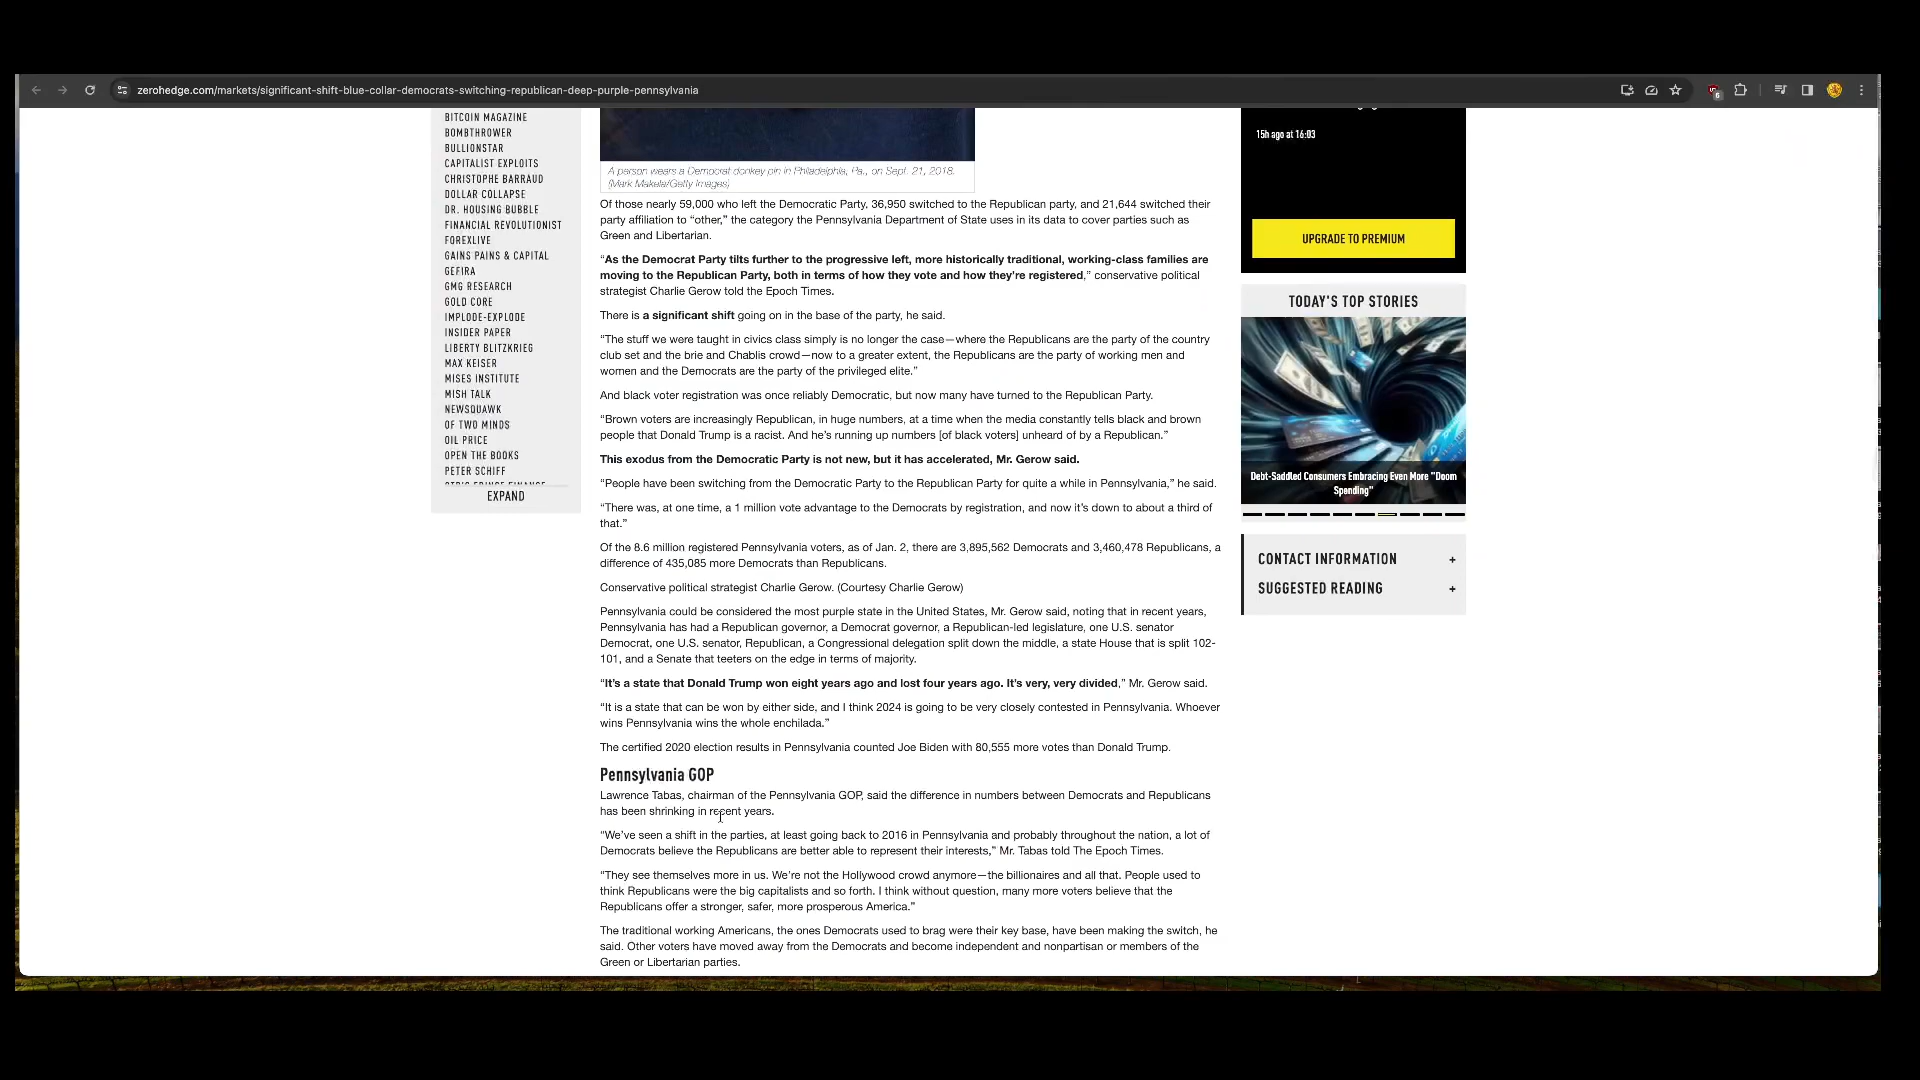 zerohedge.com/markets/significant-shift-blue-collar-democrats-switching-republican-deep-purple-pennsylvania
6
BITCOIN MAGAZINE
BOMBTHROWER
BULLIONSTAR
CAPITALIST EXPLOITS
CHRISTOPHE BARRAUD
DOLLAR COLLAPSE
DR. HOUSING BUBBLE
FINANCIAL REVOLUTIONIST
FOREXLIVE
GAINS PAINS & CAPITAL
GEFIRA
GMG RESEARCH
GOLD CORE
IMPLODE-EXPLODE
INSIDER PAPER
LIBERTY BLITZKRIEG
MAX KEISER
MISES INSTITUTE
MISH TALK
NEWSQUAWK
OF TWO MINDS
OIL PRICE
OPEN THE BOOKS
PETER SCHIFF
EXPAND
A person wears a Democrat donkey pin in Philadelphia, Pa., on Sept. 21, 2018.
(Mark Makela/Getty Images)
Of those nearly 59,000 who left the Democratic Party, 36,950 switched to the Republican party, and 21,644 switched their
party affiliation to “other,” the category the Pennsylvania Department of State uses in its data to cover parties such as
Green and Libertarian.
“As the Democrat Party tilts further to the progressive left, more historically traditional, working-class families are
moving to the Republican Party, both in terms of how they vote and how they’re registered,” conservative political
strategist Charlie Gerow told the Epoch Times.
There is a significant shift going on in the base of the party, he said.
“The stuff we were taught in civics class simply is no longer the case—where the Republicans are the party of the country
club set and the brie and Chablis crowd—now to a greater extent, the Republicans are the party of working men and
women and the Democrats are the party of the privileged elite.”
And black voter registration was once reliably Democratic, but now many have turned to the Republican Party.
“Brown voters are increasingly Republican, in huge numbers, at a time when the media constantly tells black and brown
people that Donald Trump is a racist. And he’s running up numbers [of black voters] unheard of by a Republican.”
This exodus from the Democratic Party is not new, but it has accelerated, Mr. Gerow said.
“People have been switching from the Democratic Party to the Republican Party for quite a while in Pennsylvania,” he said.
“There was, at one time, a 1 million vote advantage to the Democrats by registration, and now it’s down to about a third of
that.”
Of the 8.6 million registered Pennsylvania voters, as of Jan. 2, there are 3,895,562 Democrats and 3,460,478 Republicans, a
difference of 435,085 more Democrats than Republicans.
Conservative political strategist Charlie Gerow. (Courtesy Charlie Gerow)
Pennsylvania could be considered the most purple state in the United States, Mr. Gerow said, noting that in recent years,
Pennsylvania has had a Republican governor, a Democrat governor, a Republican-led legislature, one U.S. senator
Democrat, one U.S. senator, Republican, a Congressional delegation split down the middle, a state House that is split 102-
101, and a Senate that teeters on the edge in terms of majority.
“It’s a state that Donald Trump won eight years ago and lost four years ago. It’s very, very divided,” Mr. Gerow said.
“It is a state that can be won by either side, and I think 2024 is going to be very closely contested in Pennsylvania. Whoever
wins Pennsylvania wins the whole enchilada.”
The certified 2020 election results in Pennsylvania counted Joe Biden with 80,555 more votes than Donald Trump.
Pennsylvania GOP
Lawrence Tabas, chairman of the Pennsylvania GOP, said the difference in numbers between Democrats and Republicans
has been shrinking in recent years.
“We’ve seen a shift in the parties, at least going back to 2016 in Pennsylvania and probably throughout the nation, a lot of
Democrats believe the Republicans are better able to represent their interests,” Mr. Tabas told The Epoch Times.
“They see themselves more in us. We’re not the Hollywood crowd anymore—the billionaires and all that. People used to
think Republicans were the big capitalists and so forth. I think without question, many more voters believe that the
Republicans offer a stronger, safer, more prosperous America.”
The traditional working Americans, the ones Democrats used to brag were their key base, have been making the switch, he
said. Other voters have moved away from the Democrats and become independent and nonpartisan or members of the
Green or Libertarian parties.
15h ago at 16:03
UPGRADE TO PREMIUM
TODAY'S TOP STORIES
Debt-Saddled Consumers Embracing Even More "Doom
Spending"
CONTACT INFORMATION +
SUGGESTED READING +